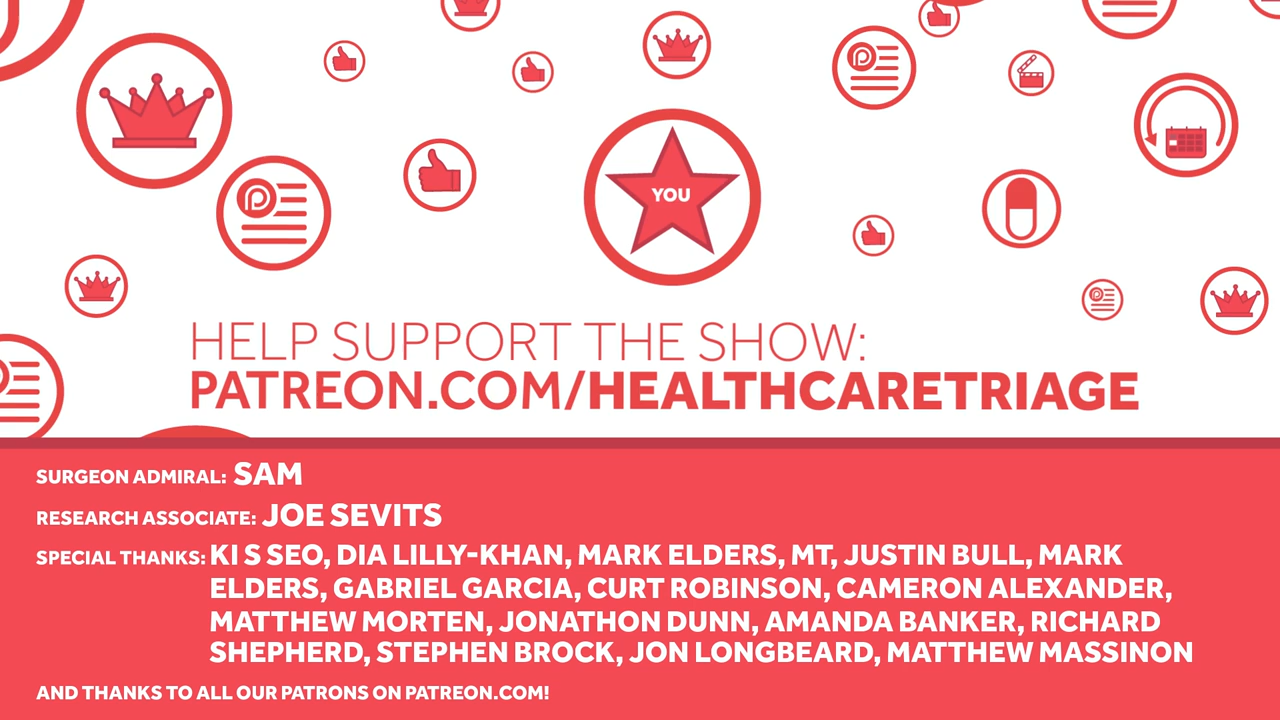 YOU
HELP SUPPORT THE SHOW:
PATREON.COM/HEALTHCARETRIAGE
SURGEON ADMIRAL: SAM
RESEARCH ASSOCIATE: JOE SEVITS
SPECIAL THANKS: KI S SEO, DIA LILLY-KHAN, MARK ELDERS, MT, JUSTIN BULL, MARK
ELDERS, GABRIEL GARCIA, CURT ROBINSON, CAMERON ALEXANDER,
MATTHEW MORTEN, JONATHON DUNN, AMANDA BANKER, RICHARD
SHEPHERD, STEPHEN BROCK, JON LONGBEARD, MATTHEW MASSINON
AND THANKS TO ALL OUR PATRONS ON PATREON.COM!